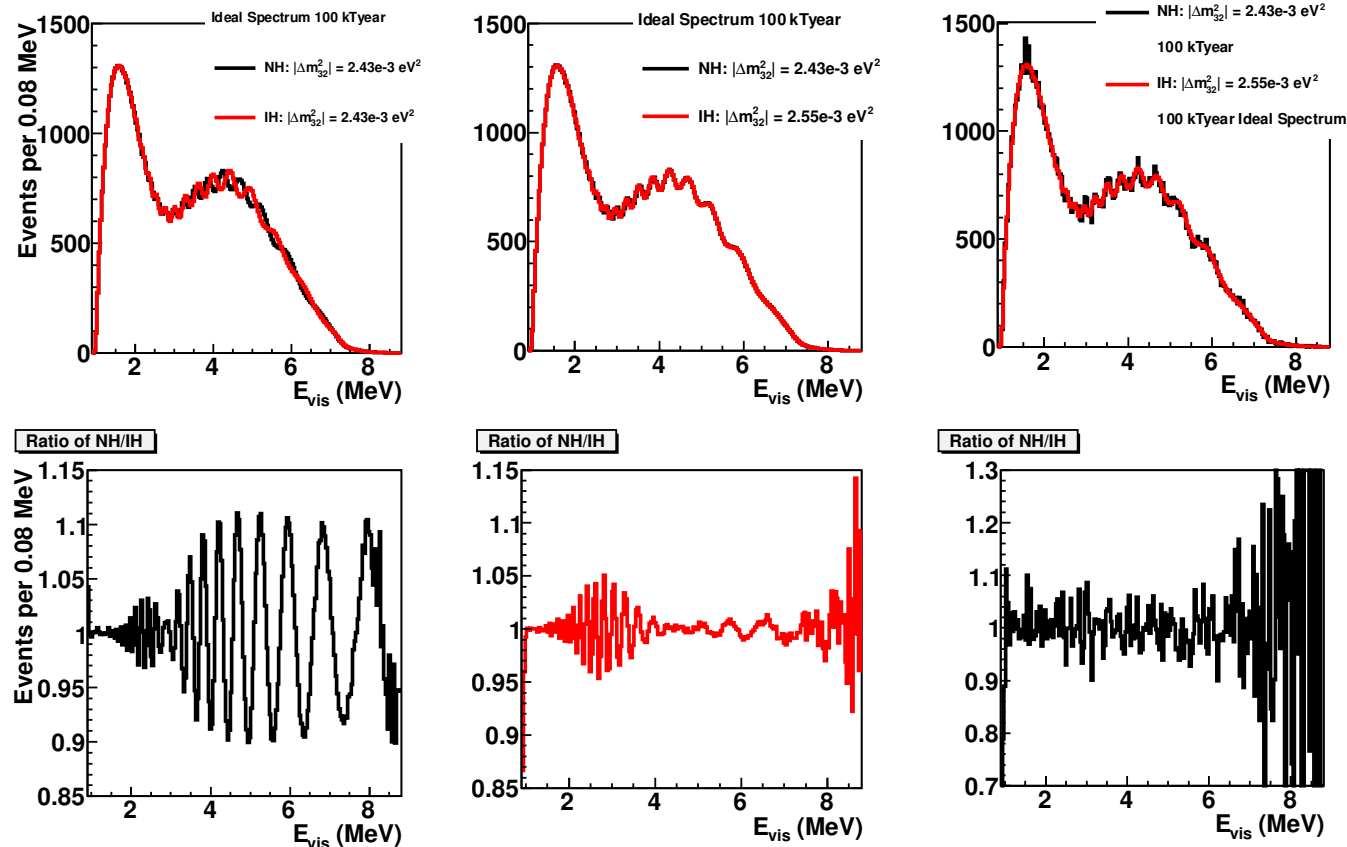 Ideal Spectrum 100 kTyear
NH: |Δm²₃₂| = 2.43e-3 eV²
IH: |Δm²₃₂| = 2.43e-3 eV²
Events per 0.08 MeV
1500
1000
500
0
2 4 6 8
E_vis (MeV)
Ideal Spectrum 100 kTyear
NH: |Δm²₃₂| = 2.43e-3 eV²
IH: |Δm²₃₂| = 2.55e-3 eV²
1500
1000
500
0
2 4 6 8
E_vis (MeV)
NH: |Δm²₃₂| = 2.43e-3 eV²
100 kTyear
IH: |Δm²₃₂| = 2.55e-3 eV²
100 kTyear Ideal Spectrum
1500
1000
500
0
2 4 6 8
E_vis (MeV)
Ratio of NH/IH
Events per 0.08 MeV
1.15
1.1
1.05
1
0.95
0.9
0.85
2 4 6 8
E_vis (MeV)
Ratio of NH/IH
1.15
1.1
1.05
1
0.95
0.9
0.85
2 4 6 8
E_vis (MeV)
Ratio of NH/IH
1.3
1.2
1.1
1
0.9
0.8
0.7
2 4 6 8
E_vis (MeV)